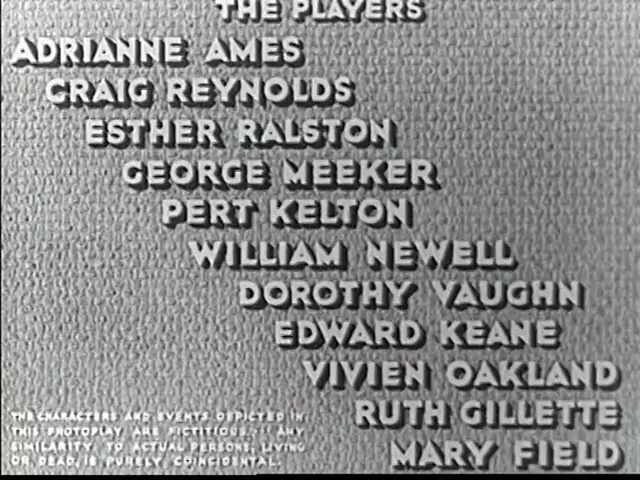 THE PLAYERS
ADRIANNE AMES
CRAIG REYNOLDS
ESTHER RALSTON
GEORGE MEEKER
PERT KELTON
WILLIAM NEWELL
DOROTHY VAUGHN
EDWARD KEANE
VIVIEN OAKLAND
RUTH GILLETTE
MARY FIELD
THE CHARACTERS AND EVENTS DEPICTED IN
THIS PHOTOPLAY ARE FICTITIOUS. ANY
SIMILARITY TO ACTUAL PERSONS, LIVING
OR DEAD, IS PURELY COINCIDENTAL.